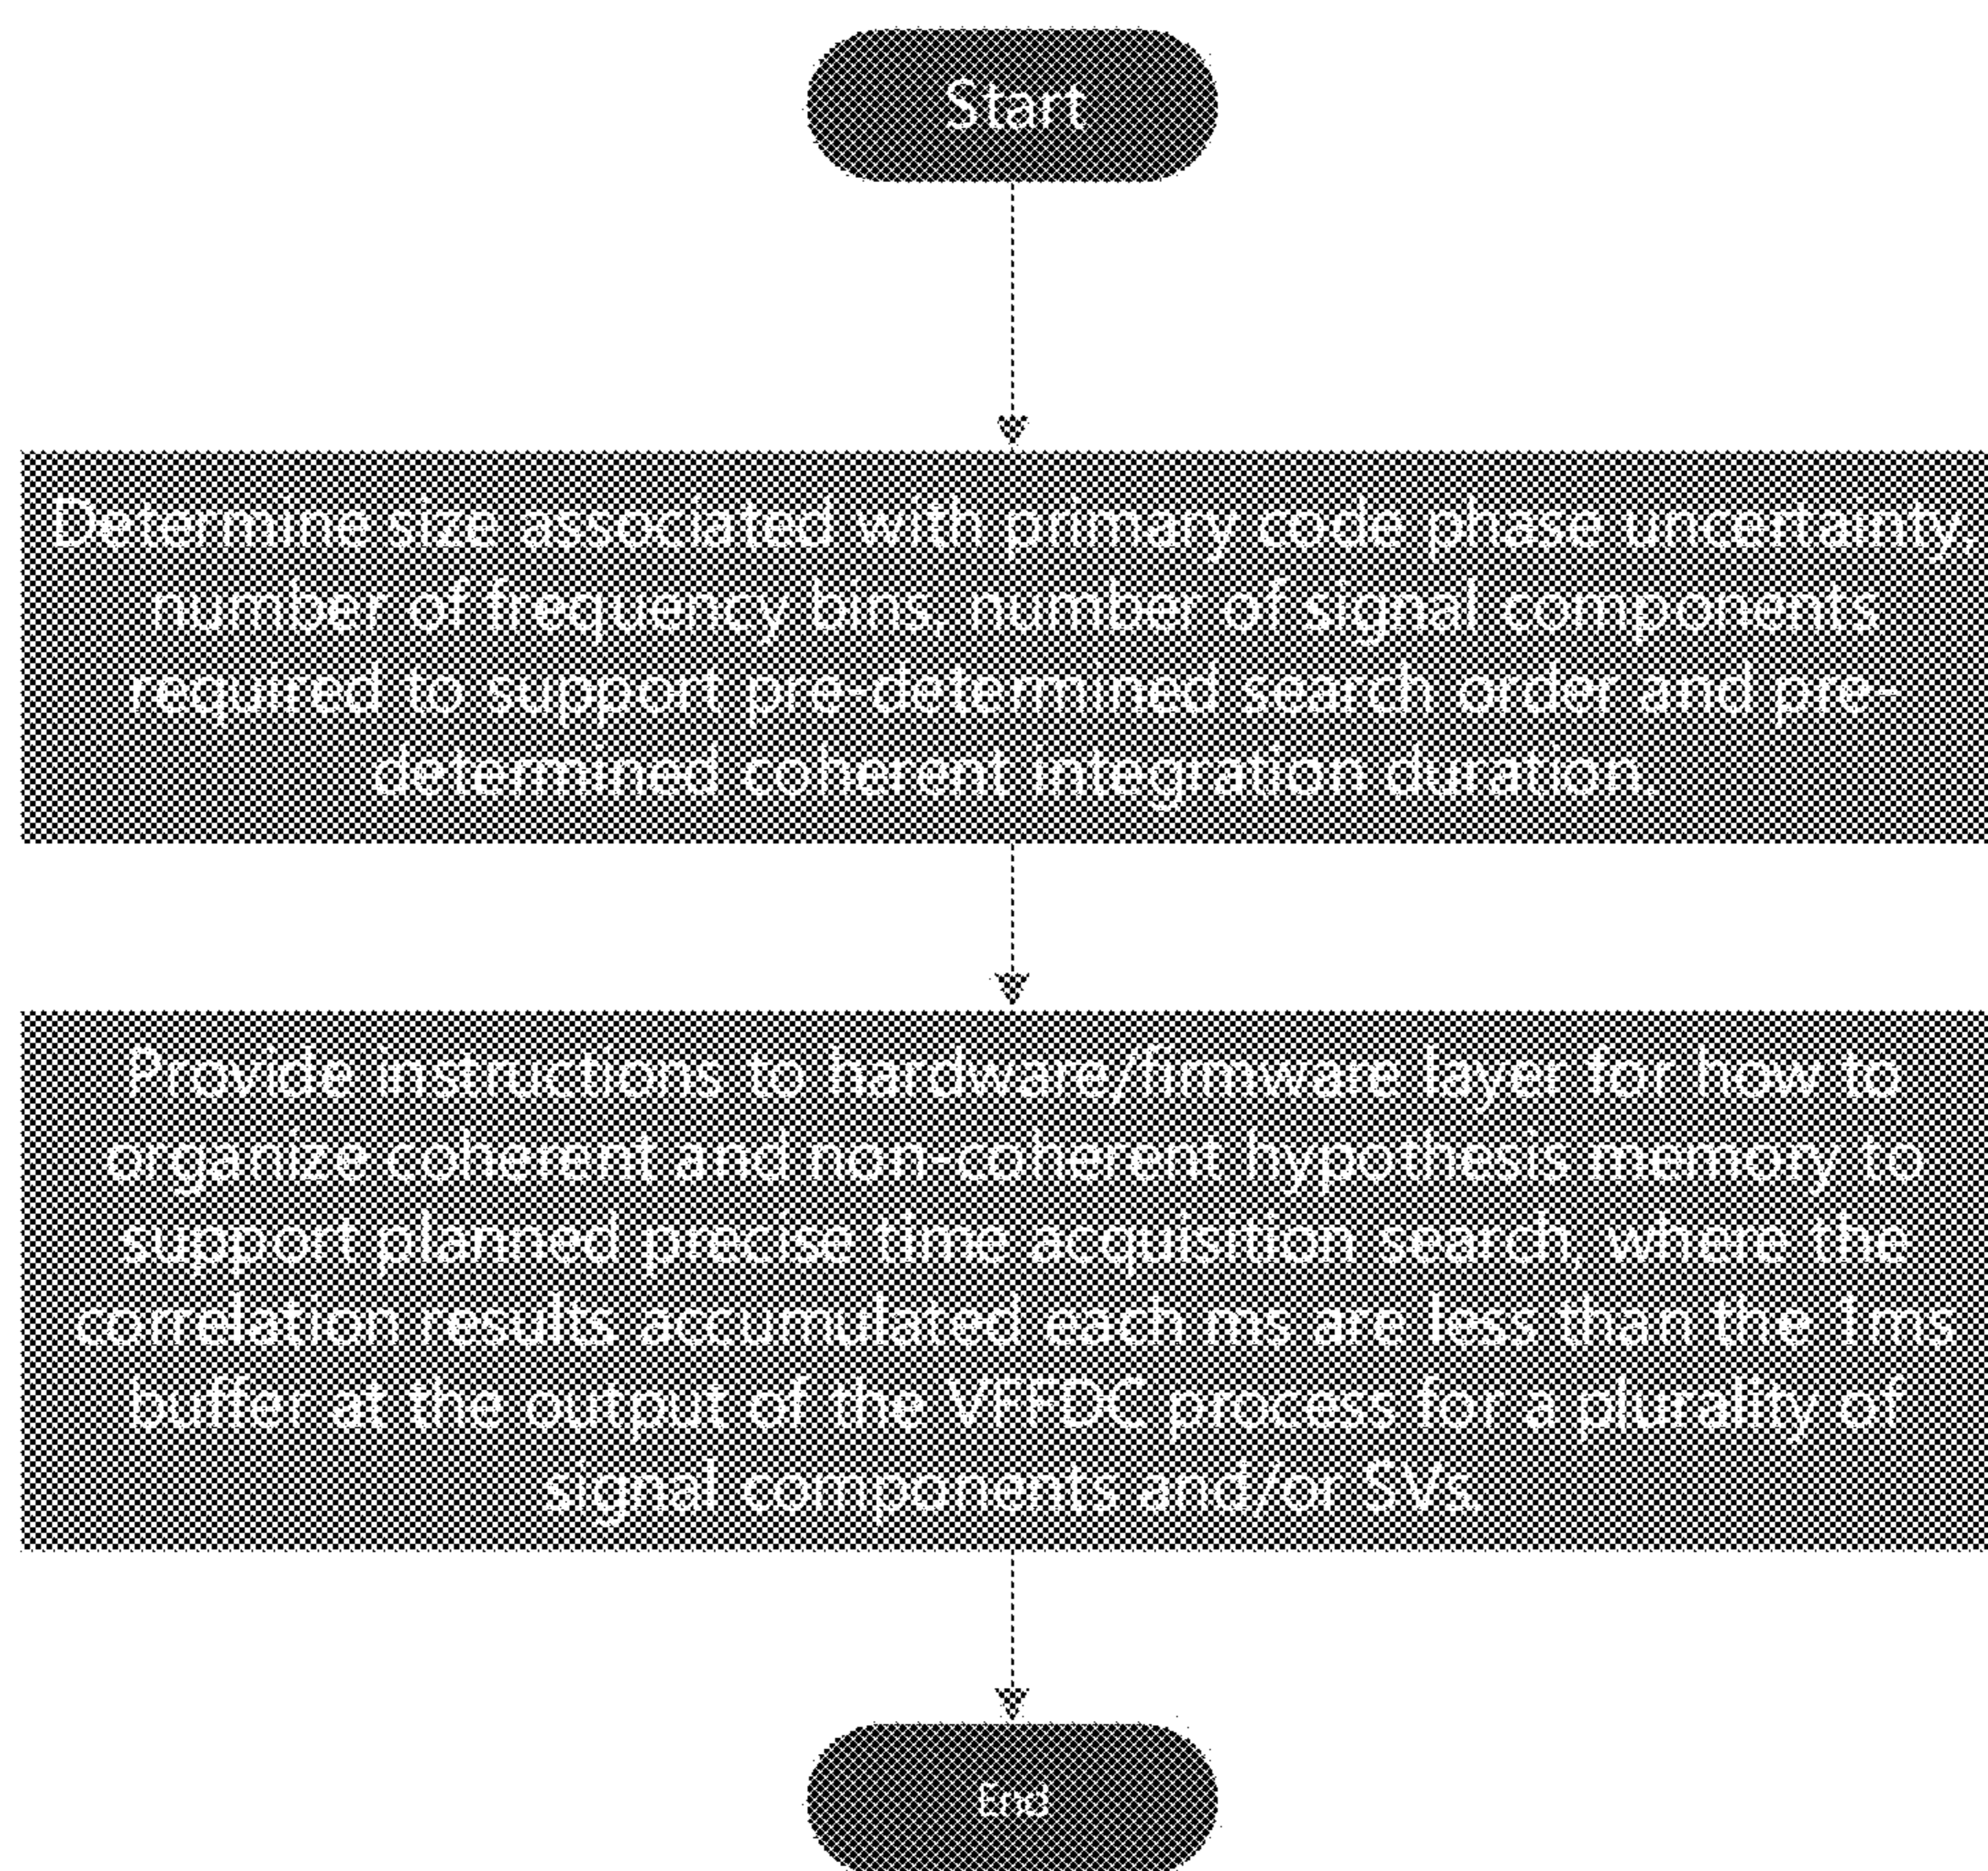 Start
Determine size associated with primary code phase uncertainty,
number of frequency bins, number of signal components
required to support pre-determined search order and pre-
determined coherent integration duration.
Provide instructions to hardware/firmware layer for how to
organize coherent and non-coherent hypothesis memory to
support planned precise time acquisition search, where the
correlation results accumulated each ms are less than the 1ms
buffer at the output of the VFFDC process for a plurality of
signal components and/or SVs.
End